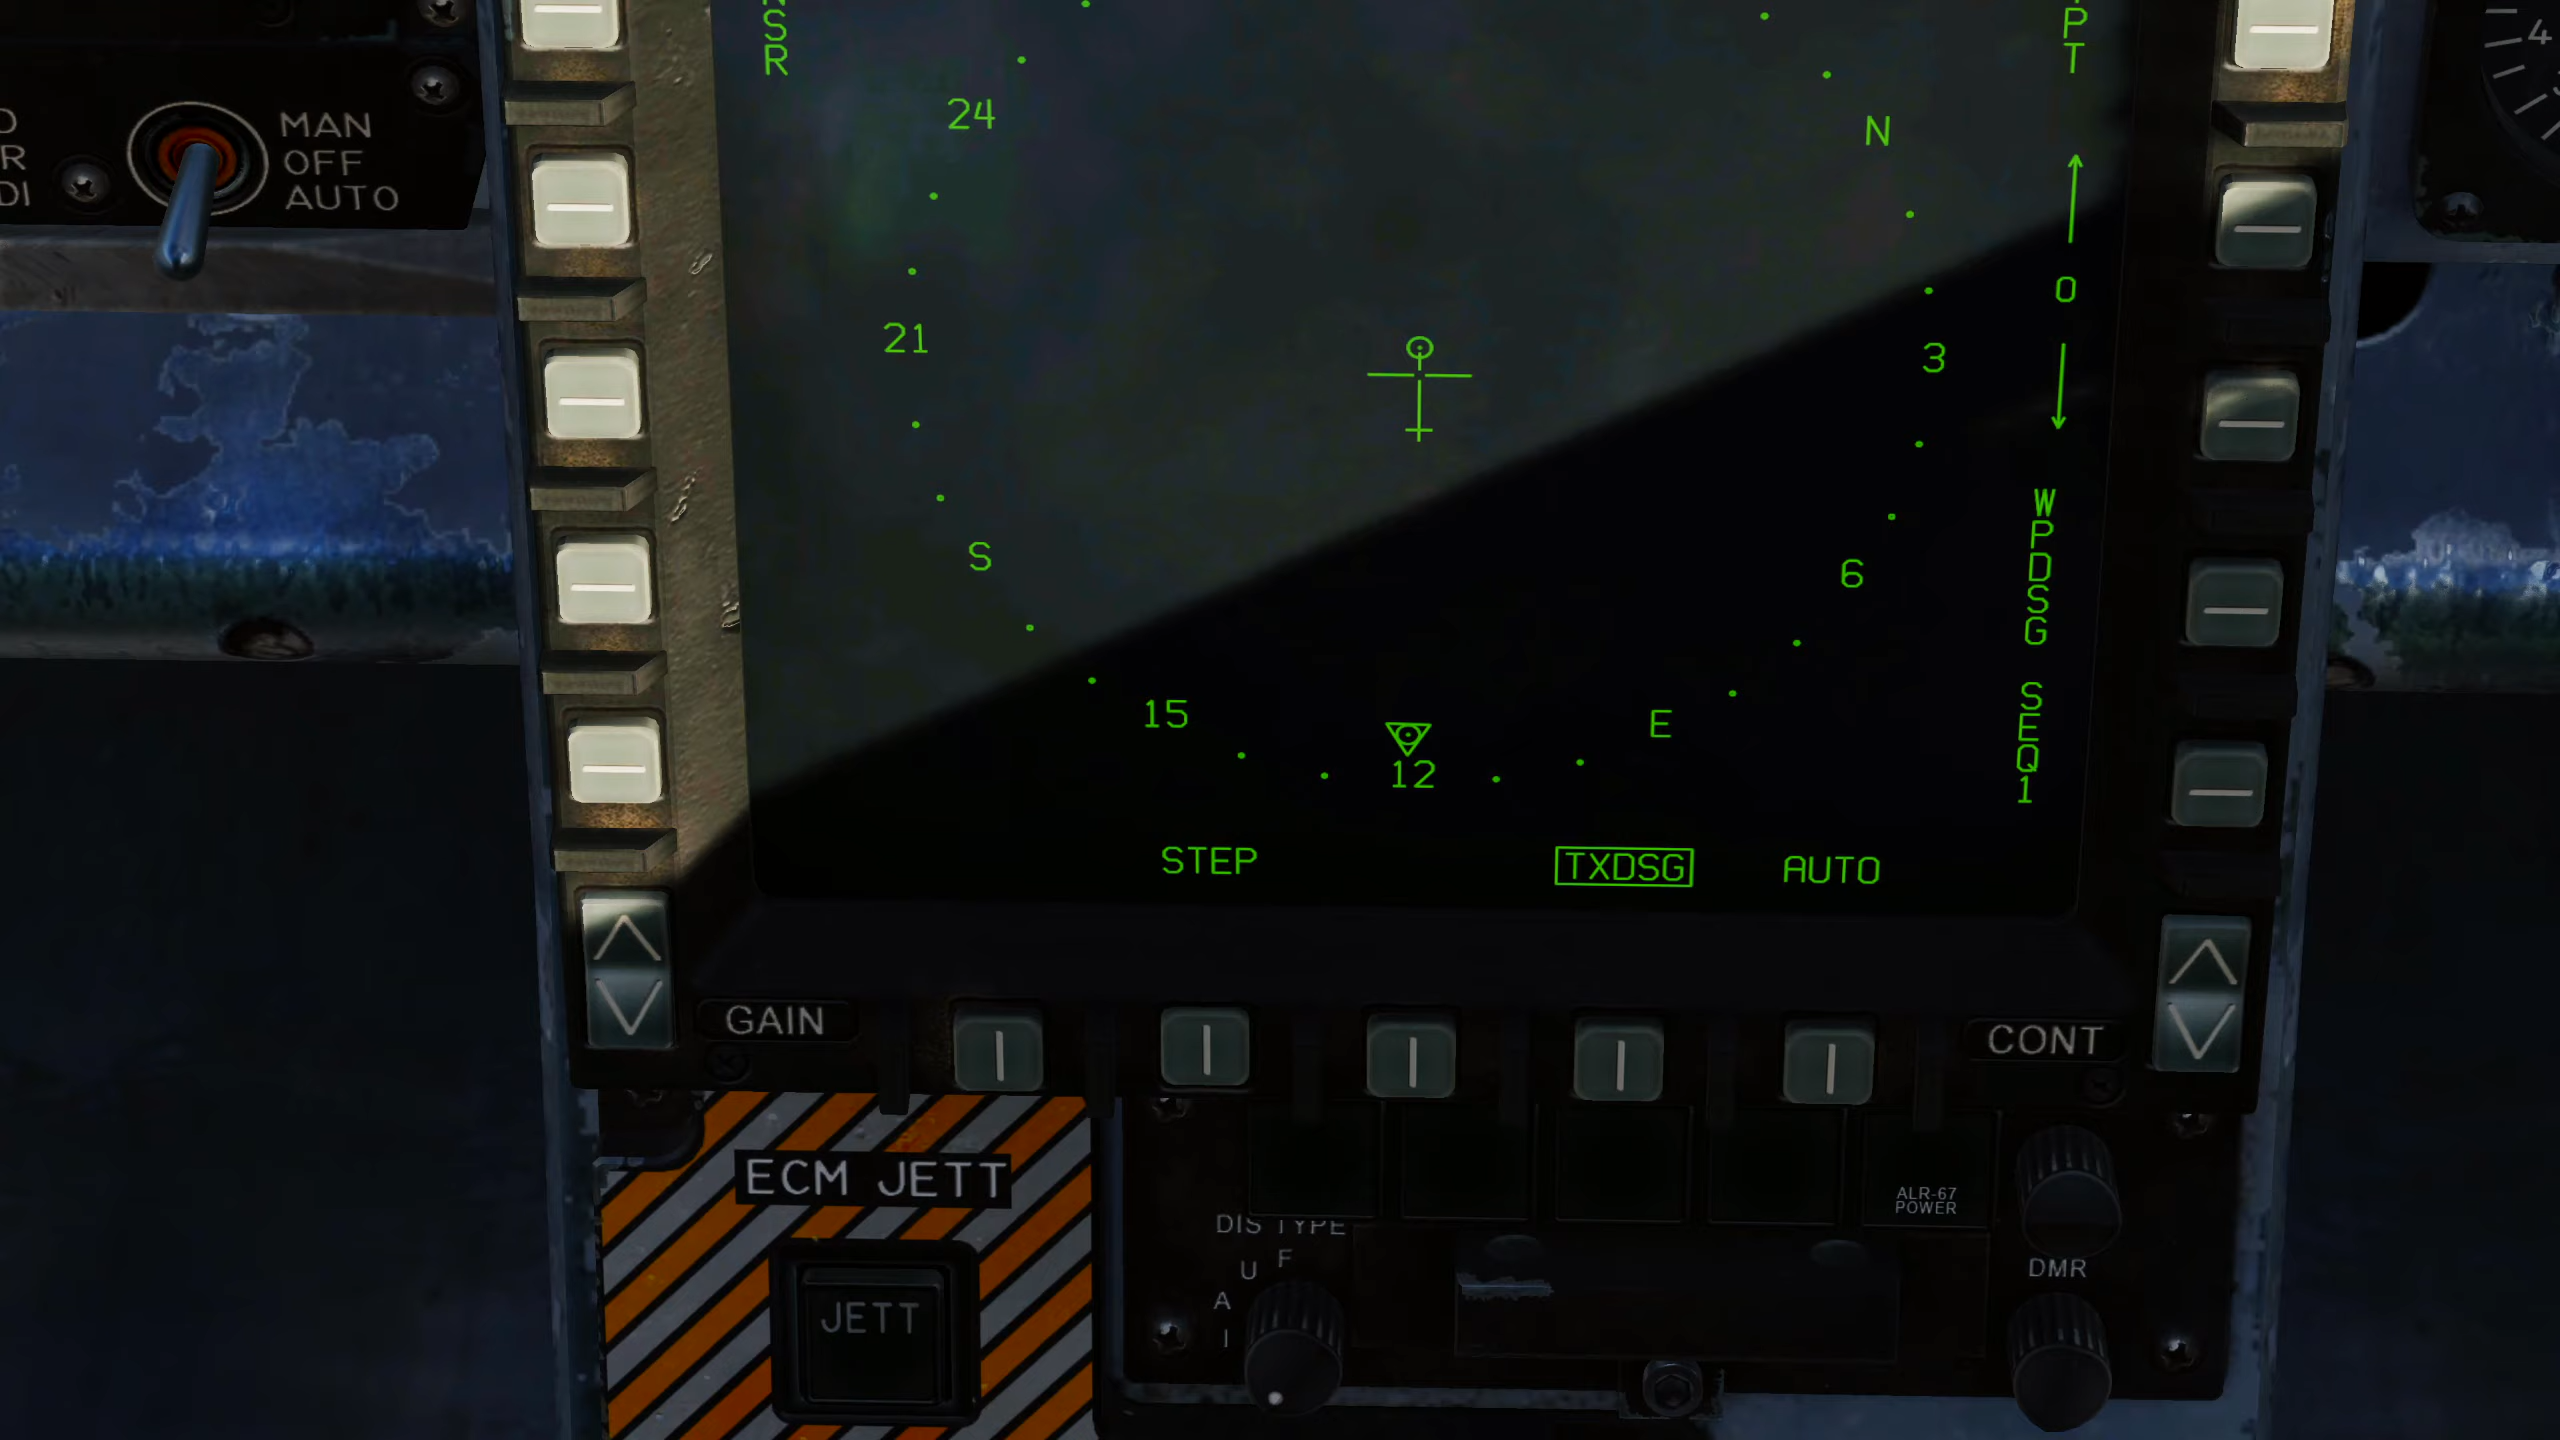 MAN
OFF
AUTO
SR
PT
24
N
21
0
3
WPDSG
S
6
SEQ1
15
E
12
STEP
TXDSG
AUTO
GAIN
CONT
ECM JETT
JETT
ALR-67
POWER
DIS TYPE
F
U
A
I
DMR
4